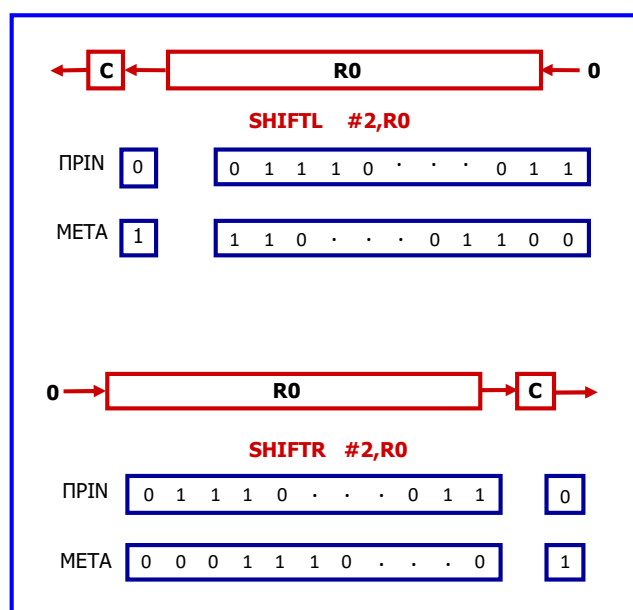 C R0 0
SHIFTL #2,R0
ΠΡΙΝ 0 0 1 1 1 0 · · · 0 1 1
ΜΕΤΑ 1 1 1 0 · · · 0 1 1 0 0
0 R0 C
SHIFTR #2,R0
ΠΡΙΝ 0 1 1 1 0 · · · 0 1 1 0
ΜΕΤΑ 0 0 0 1 1 1 0 . . . 0 1